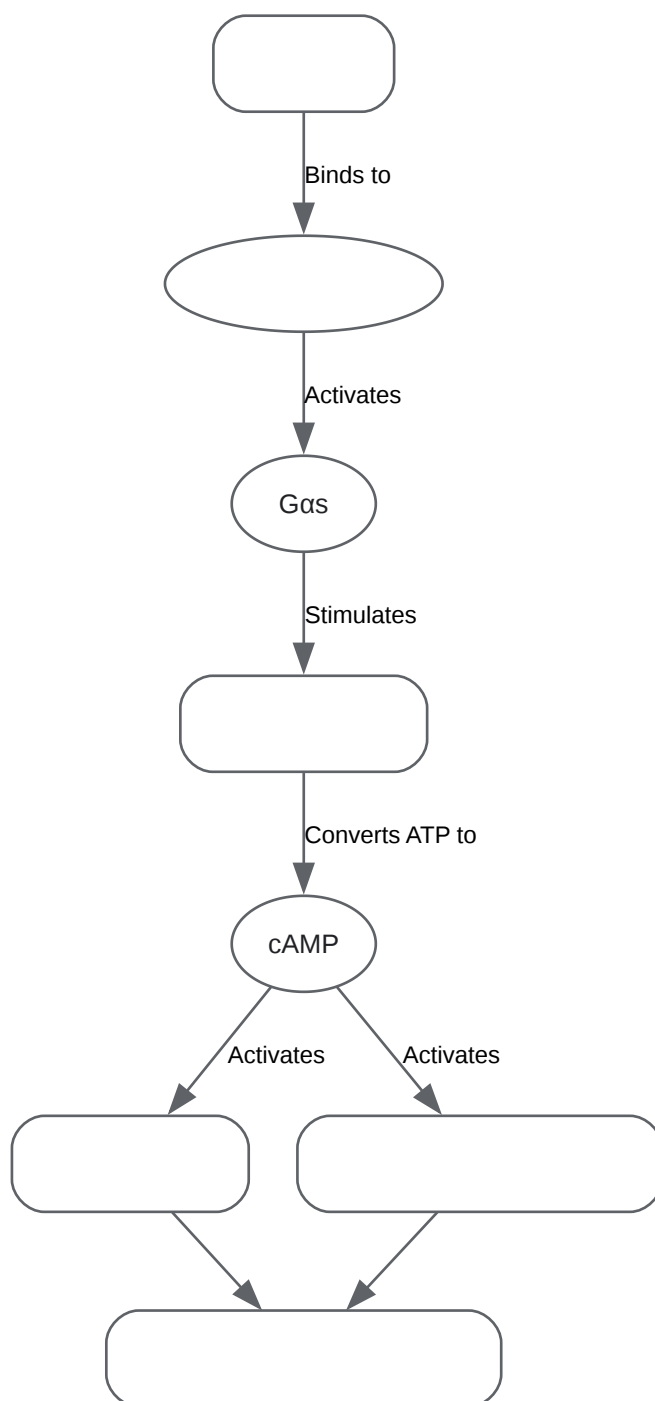 Binds to
Activates
Gαs
Stimulates
Converts ATP to
cAMP
Activates
Activates